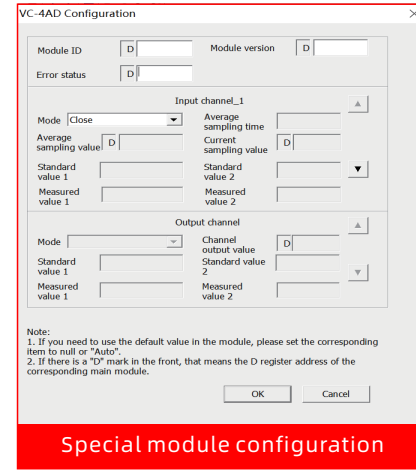 VC-4AD Configuration
Module ID D Module version D
Error status D
Input channel_1
Mode Close Average sampling time
Average sampling value D Current sampling value D
Standard value 1 Standard value 2
Measured value 1 Measured value 2
Output channel
Mode Channel output value D
Standard value 1 Standard value 2
Measured value 1 Measured value 2
Note:
1. If you need to use the default value in the module, please set the corresponding
item to null or "Auto".
2. If there is a "D" mark in the front, that means the D register address of the
corresponding main module.
OK Cancel
Special module configuration